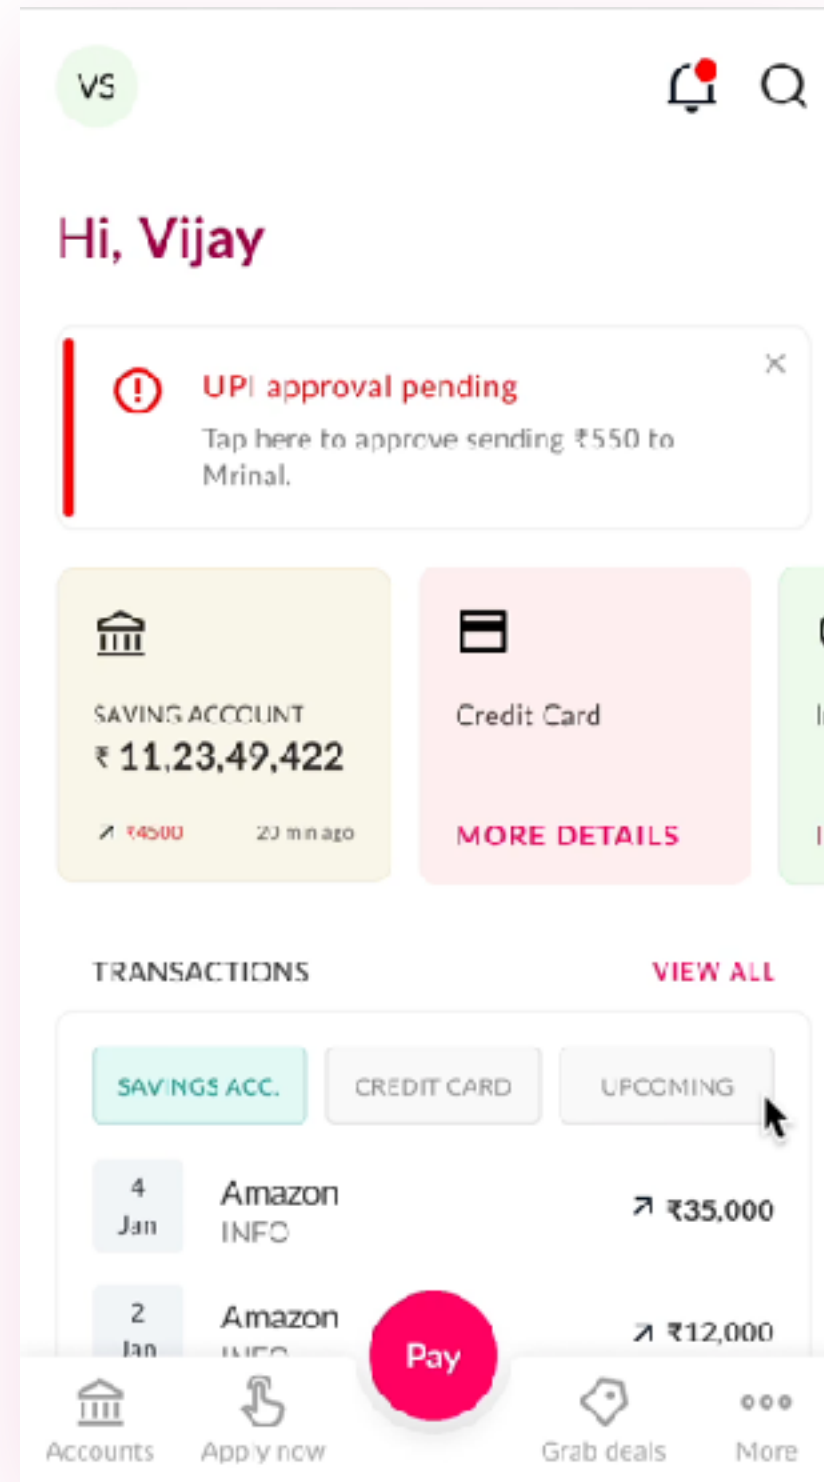 VS
Hi, Vijay
UPI approval pending
Tap here to approve sending ₹550 to
Mrinal.
SAVING ACCOUNT
₹ 11,23,49,422
₹4500 20 min ago
Credit Card
MORE DETAILS
TRANSACTIONS VIEW ALL
SAVINGS ACC. CREDIT CARD UPCOMING
4
Jan
Amazon
INFO
₹35,000
2
Jan
Amazon
INFO
₹12,000
Pay
Accounts Apply now Grab deals More